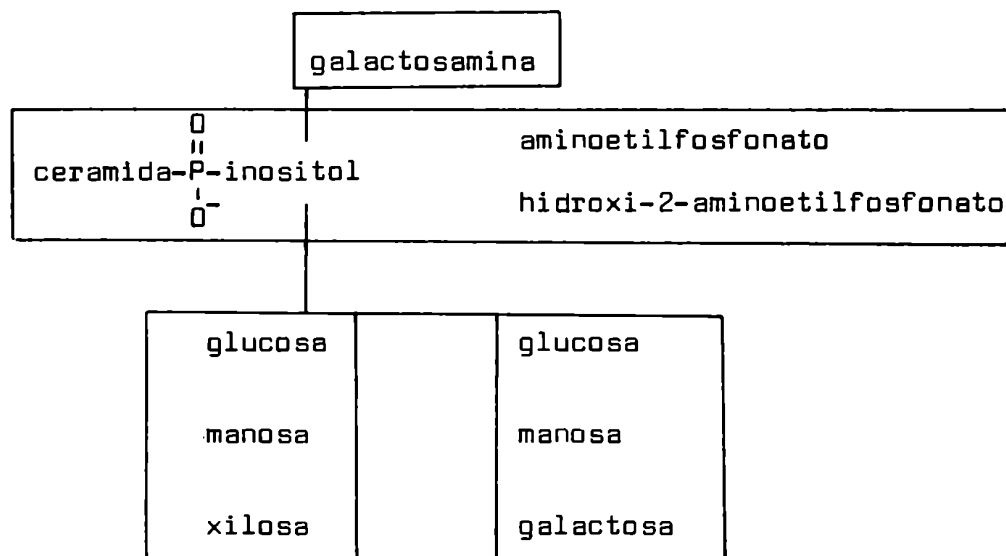 galactosamina
O
ceramida-P-inositol
O-
aminoetilfosfonato
hidroxi-2-aminoetilfosfonato
glucosa glucosa
manosa manosa
xilosa galactosa